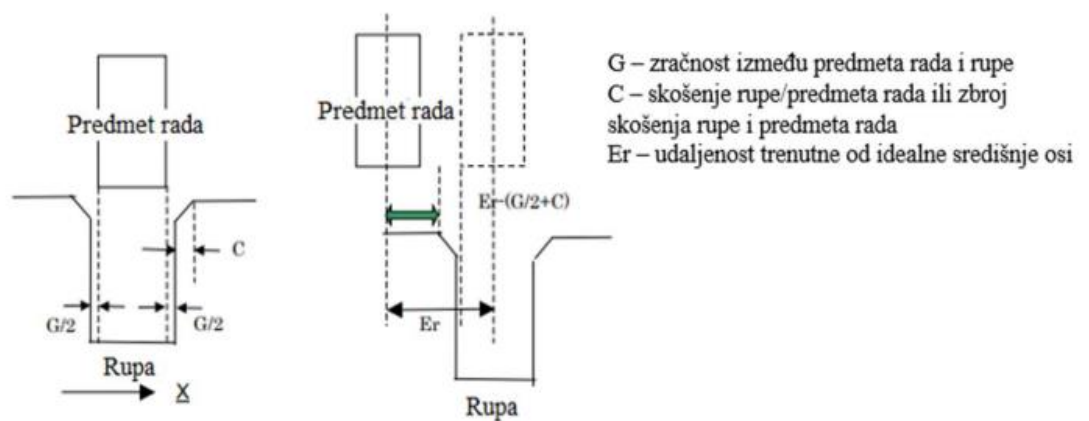 Predmet rada
C
G/2
G/2
Rupa
X
Predmet rada
Er-(G/2+C)
Er
Rupa
G – zračnost između predmeta rada i rupe
C – skošenje rupe/predmeta rada ili zbroj
skošenja rupe i predmeta rada
Er – udaljenost trenutne od idealne središnje osi